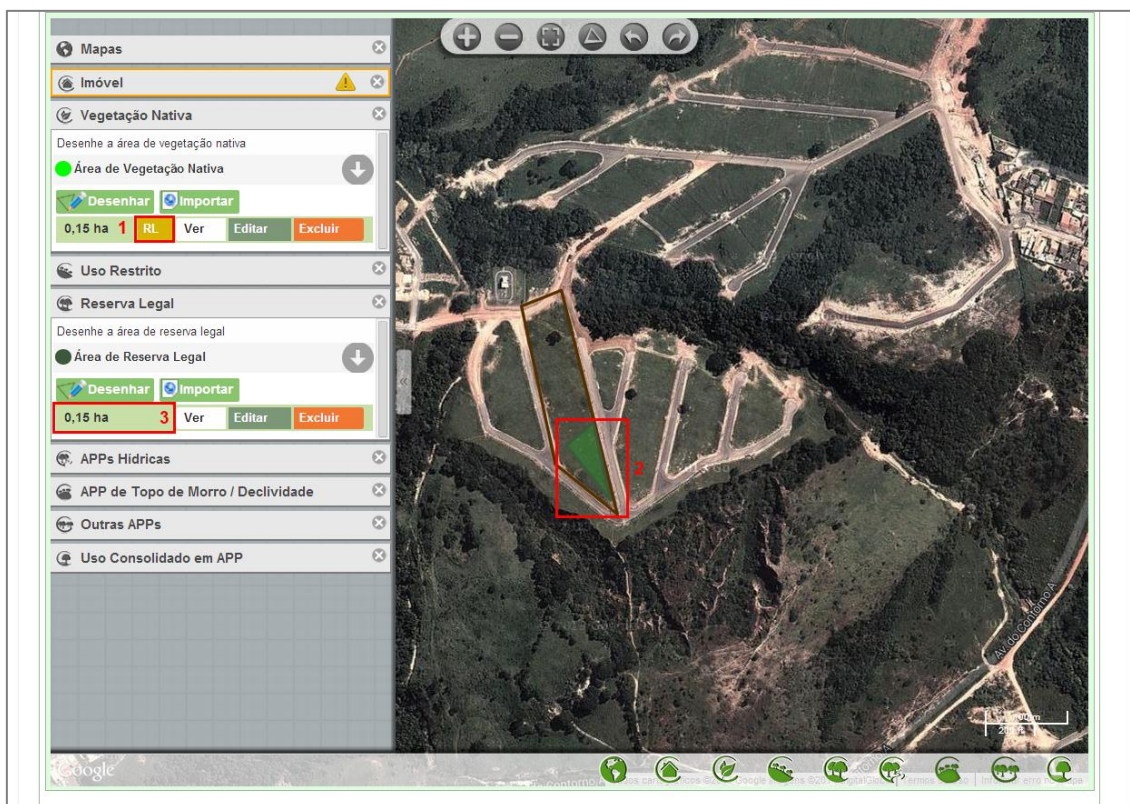 Mapas
Imóvel
Vegetação Nativa
Desenhe a área de vegetação nativa
Área de Vegetação Nativa
Desenhar Importar
0,15 ha 1 RL Ver Editar Excluir
Uso Restrito
Reserva Legal
Desenhe a área de reserva legal
Área de Reserva Legal
Desenhar Importar
0,15 ha 3 Ver Editar Excluir
2
APPs Hídricas
APP de Topo de Morro / Declividade
Outras APPs
Uso Consolidado em APP
Av. do Contorno A
Google